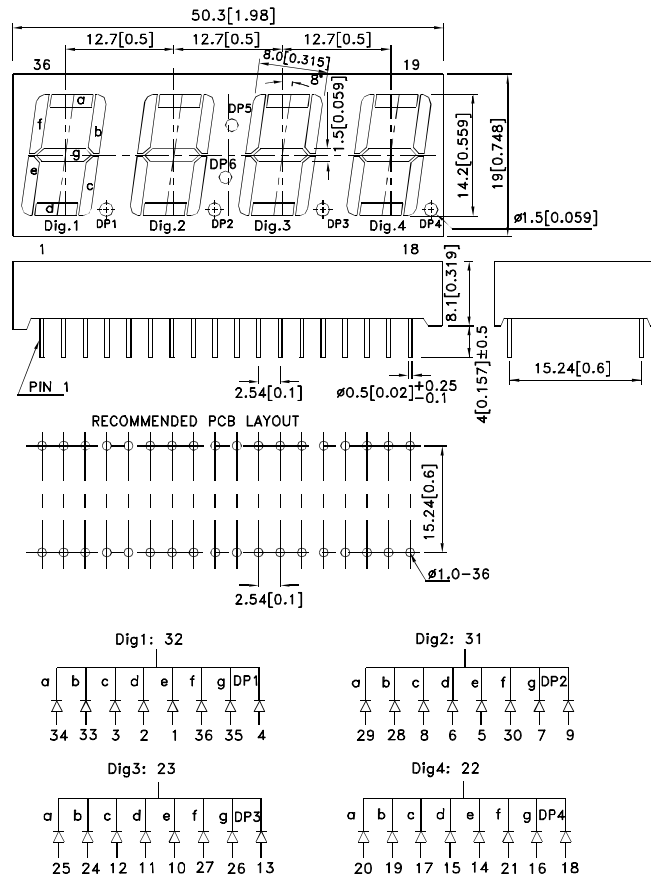 50.3[1.98]
12.7[0.5] 12.7[0.5] 12.7[0.5]
8.0[0.315]
36 8° 19
a
f b
g
e c
d
DP5
DP6
1.5[0.059]
14.2[0.559]
19[0.748]
Dig.1 DP1 Dig.2 DP2 Dig.3 DP3 Dig.4 DP4
ø1.5[0.059]
1 18
8.1[0.319]
4[0.157]±0.5
PIN 1
2.54[0.1]
ø0.5[0.02]+0.25 −0.1
15.24[0.6]
RECOMMENDED PCB LAYOUT
15.24[0.6]
ø1.0-36
2.54[0.1]
Dig1: 32
a b c d e f g DP1
34 33 3 2 1 36 35 4
Dig2: 31
a b c d e f g DP2
29 28 8 6 5 30 7 9
Dig3: 23
a b c d e f g DP3
25 24 12 11 10 27 26 13
Dig4: 22
a b c d e f g DP4
20 19 17 15 14 21 16 18